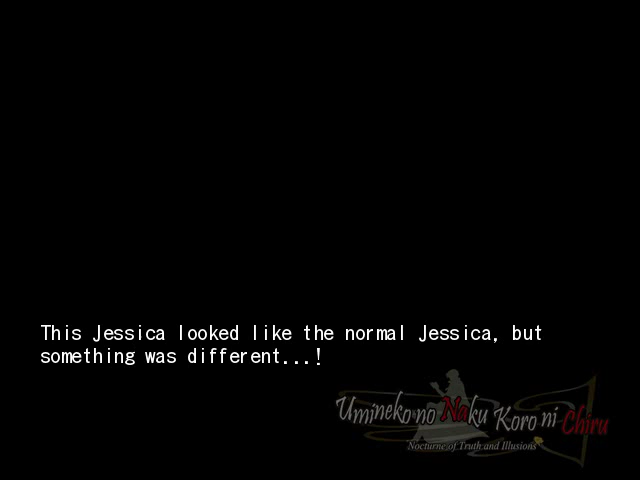 This Jessica looked like the normal Jessica, but
something was different...!
Umineko no Naku Koro ni Chiru
Nocturne of Truth and Illusions